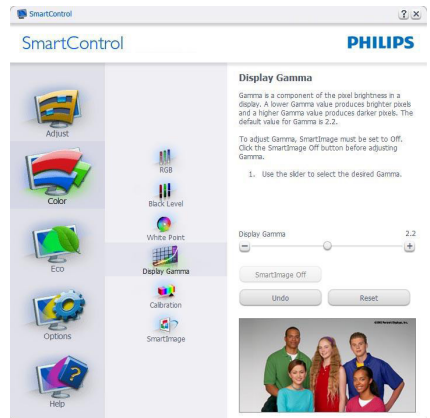 SmartControl
SmartControl
PHILIPS
Adjust
Color
Eco
Options
Help
RGB
Black Level
White Point
Display Gamma
Calibration
SmartImage
Display Gamma
Gamma is a component of the pixel brightness in a
display. A lower Gamma value produces brighter pixels
and a higher Gamma value produces darker pixels. The
default value for Gamma is 2.2.
To adjust Gamma, SmartImage must be set to Off.
Click the SmartImage Off button before adjusting
Gamma.
1. Use the slider to select the desired Gamma.
Display Gamma 2.2
SmartImage Off
Undo
Reset